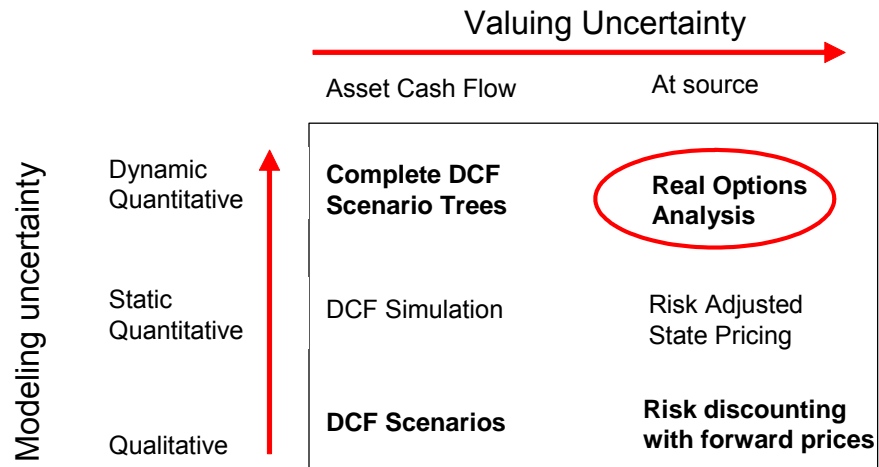 Valuing Uncertainty
Asset Cash Flow
At source
Modeling uncertainty
Dynamic
Quantitative
Complete DCF
Scenario Trees
Real Options
Analysis
Static
Quantitative
DCF Simulation
Risk Adjusted
State Pricing
Qualitative
DCF Scenarios
Risk discounting
with forward prices